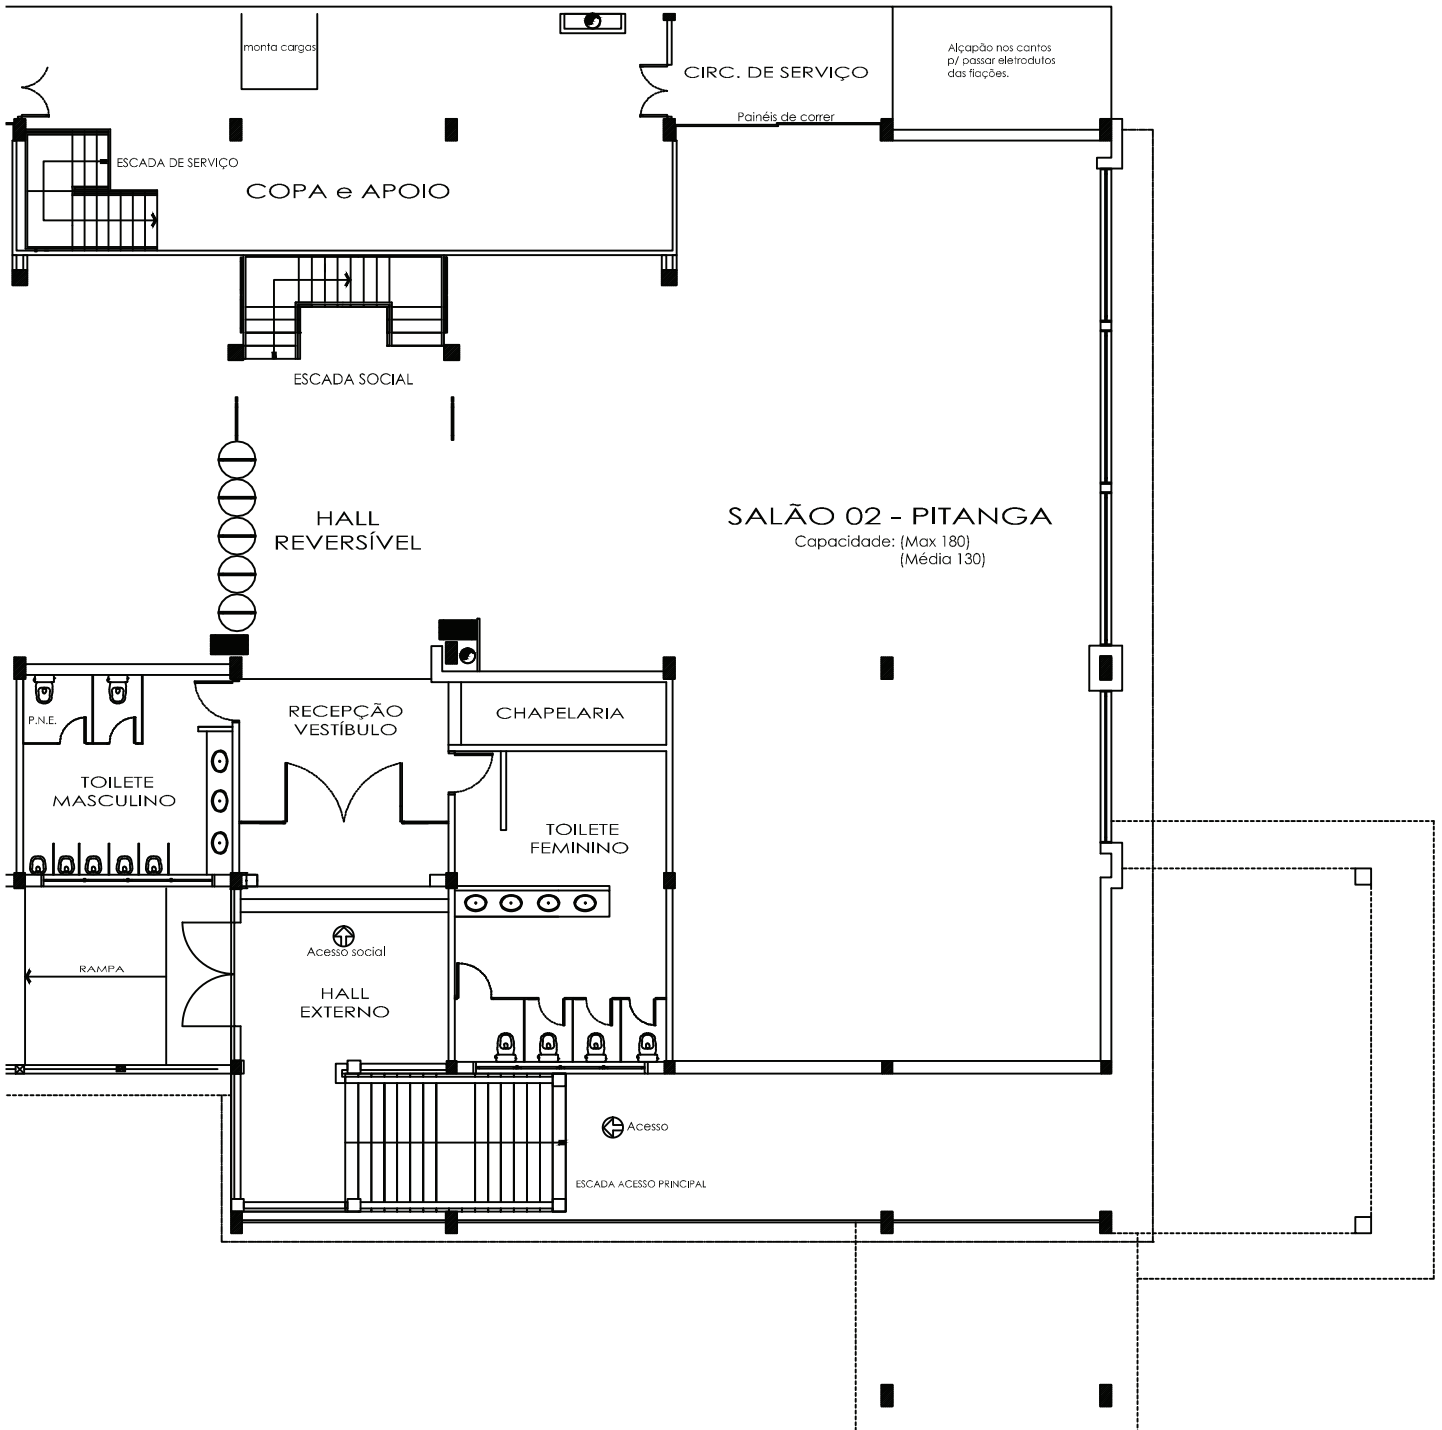 monta cargas
CIRC. DE SERVIÇO
Alçapão nos cantos
p/ passar eletrodutos
das fiações.
Painéis de correr
ESCADA DE SERVIÇO
COPA e APOIO
ESCADA SOCIAL
HALL
REVERSÍVEL
SALÃO 02 - PITANGA
Capacidade: (Max 180)
(Média 130)
P.N.E.
RECEPÇÃO
VESTÍBULO
CHAPELARIA
TOILETE
MASCULINO
TOILETE
FEMININO
Acesso social
RAMPA
HALL
EXTERNO
Acesso
ESCADA ACESSO PRINCIPAL